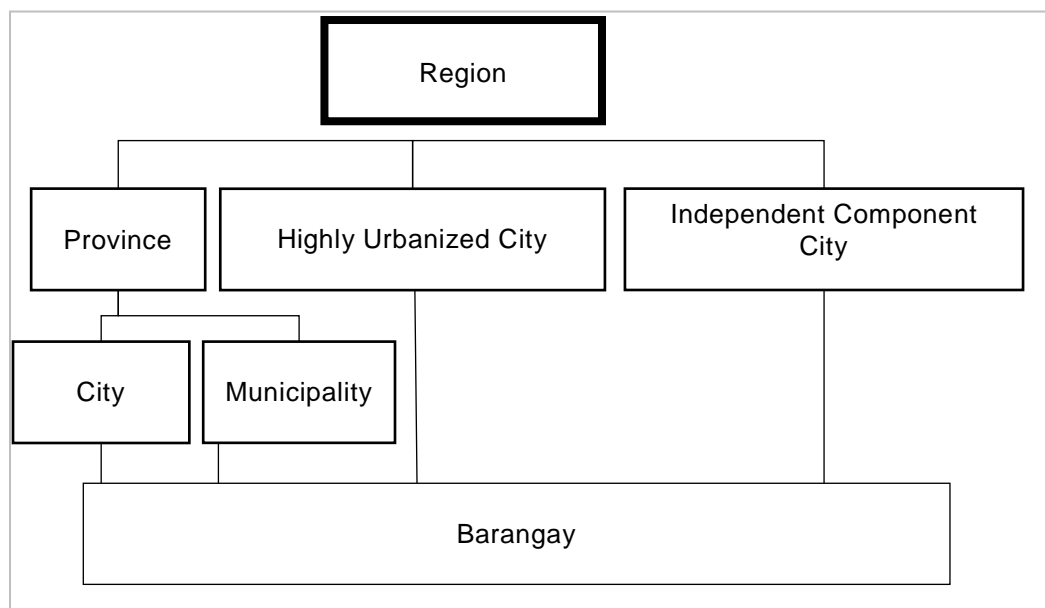 Region
Province
Highly Urbanized City
Independent Component
City
City
Municipality
Barangay